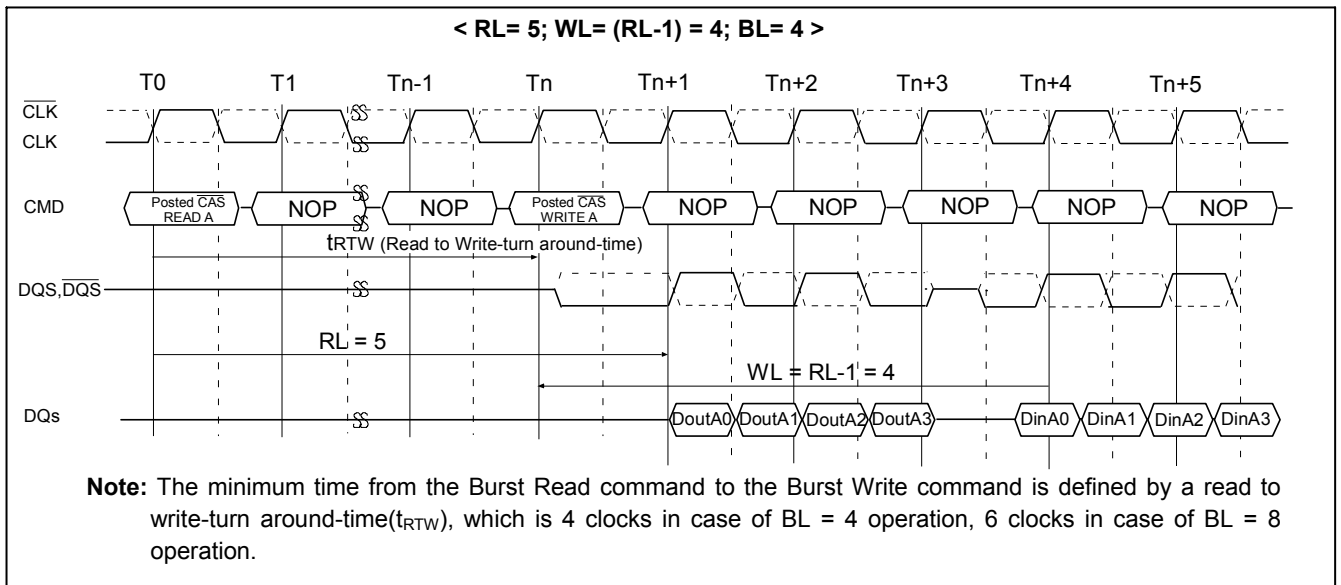 < RL= 5; WL= (RL-1) = 4; BL= 4 >
T0 T1 Tn-1 Tn Tn+1 Tn+2 Tn+3 Tn+4 Tn+5
CLK
CLK
CMD
Posted CAS
READ A
NOP
NOP
Posted CAS
WRITE A
NOP
NOP
NOP
NOP
NOP
tRTW (Read to Write-turn around-time)
DQS,DQS
RL = 5
WL = RL-1 = 4
DQs
DoutA0 DoutA1 DoutA2 DoutA3 DinA0 DinA1 DinA2 DinA3
Note: The minimum time from the Burst Read command to the Burst Write command is defined by a read to
write-turn around-time(tRTW), which is 4 clocks in case of BL = 4 operation, 6 clocks in case of BL = 8
operation.